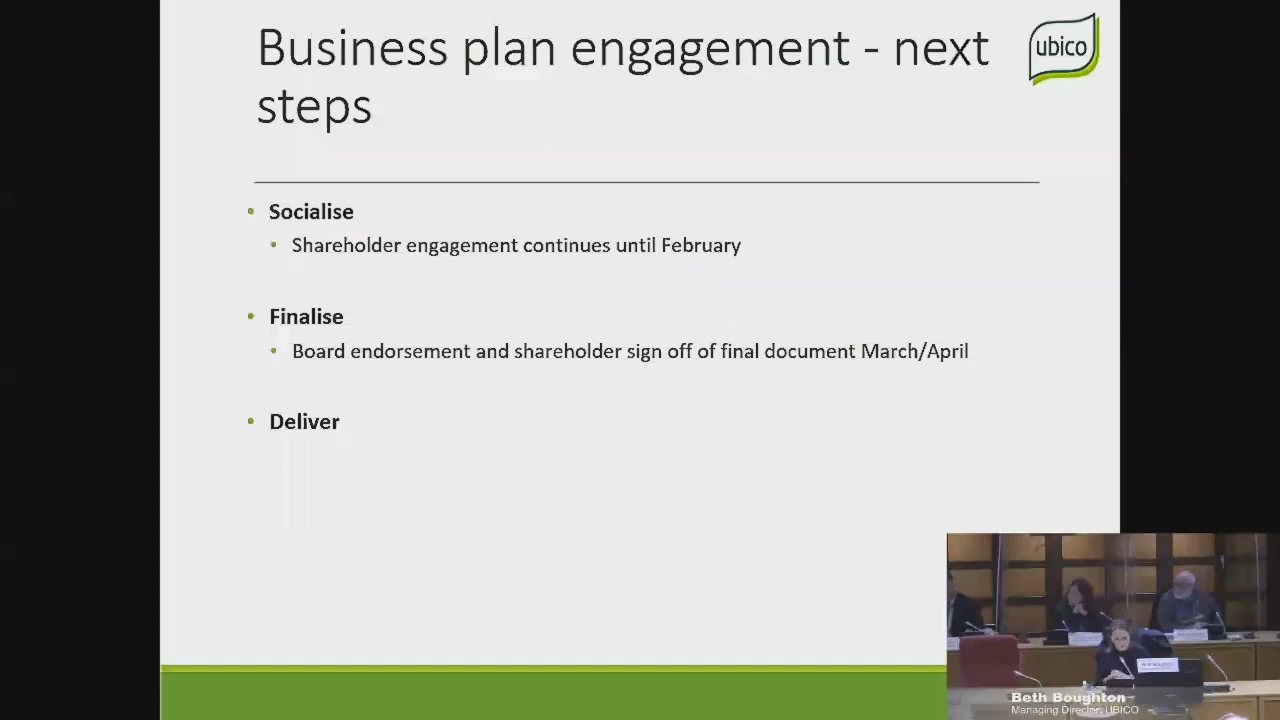 Business plan engagement - next
steps
ubico
• Socialise
• Shareholder engagement continues until February
• Finalise
• Board endorsement and shareholder sign off of final document March/April
• Deliver
Beth Boughton
Managing Director, UBICO